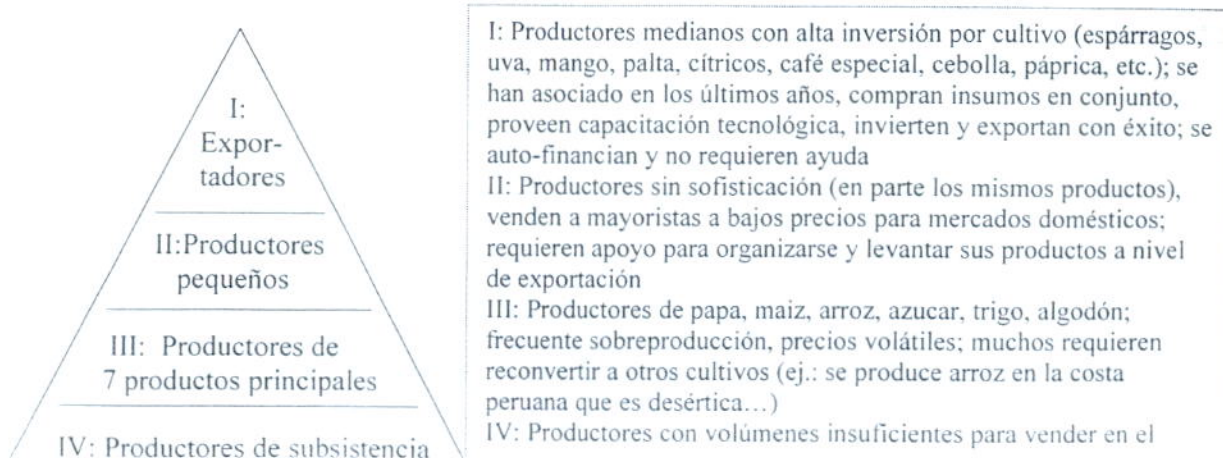 I:
Expor-
tadores
II:Productores
pequeños
III: Productores de
7 productos principales
IV: Productores de subsistencia
I: Productores medianos con alta inversión por cultivo (espárragos,
uva, mango, palta, cítricos, café especial, cebolla, páprica, etc.); se
han asociado en los últimos años, compran insumos en conjunto,
proveen capacitación tecnológica, invierten y exportan con éxito; se
auto-financian y no requieren ayuda
II: Productores sin sofisticación (en parte los mismos productos),
venden a mayoristas a bajos precios para mercados domésticos;
requieren apoyo para organizarse y levantar sus productos a nivel
de exportación
III: Productores de papa, maiz, arroz, azucar, trigo, algodón;
frecuente sobreproducción, precios volátiles; muchos requieren
reconvertir a otros cultivos (ej.: se produce arroz en la costa
peruana que es desértica...)
IV: Productores con volúmenes insuficientes para vender en el